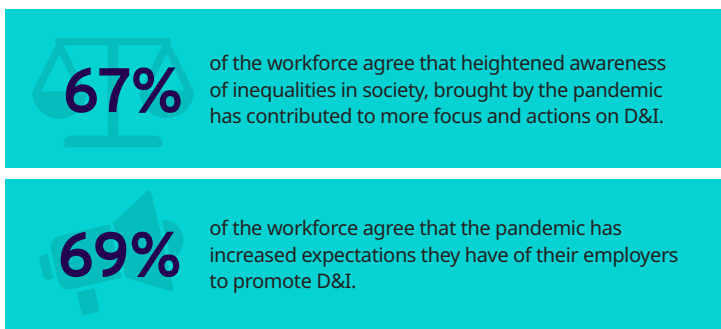 67%
of the workforce agree that heightened awareness
of inequalities in society, brought by the pandemic
has contributed to more focus and actions on D&I.
69%
of the workforce agree that the pandemic has
increased expectations they have of their employers
to promote D&I.